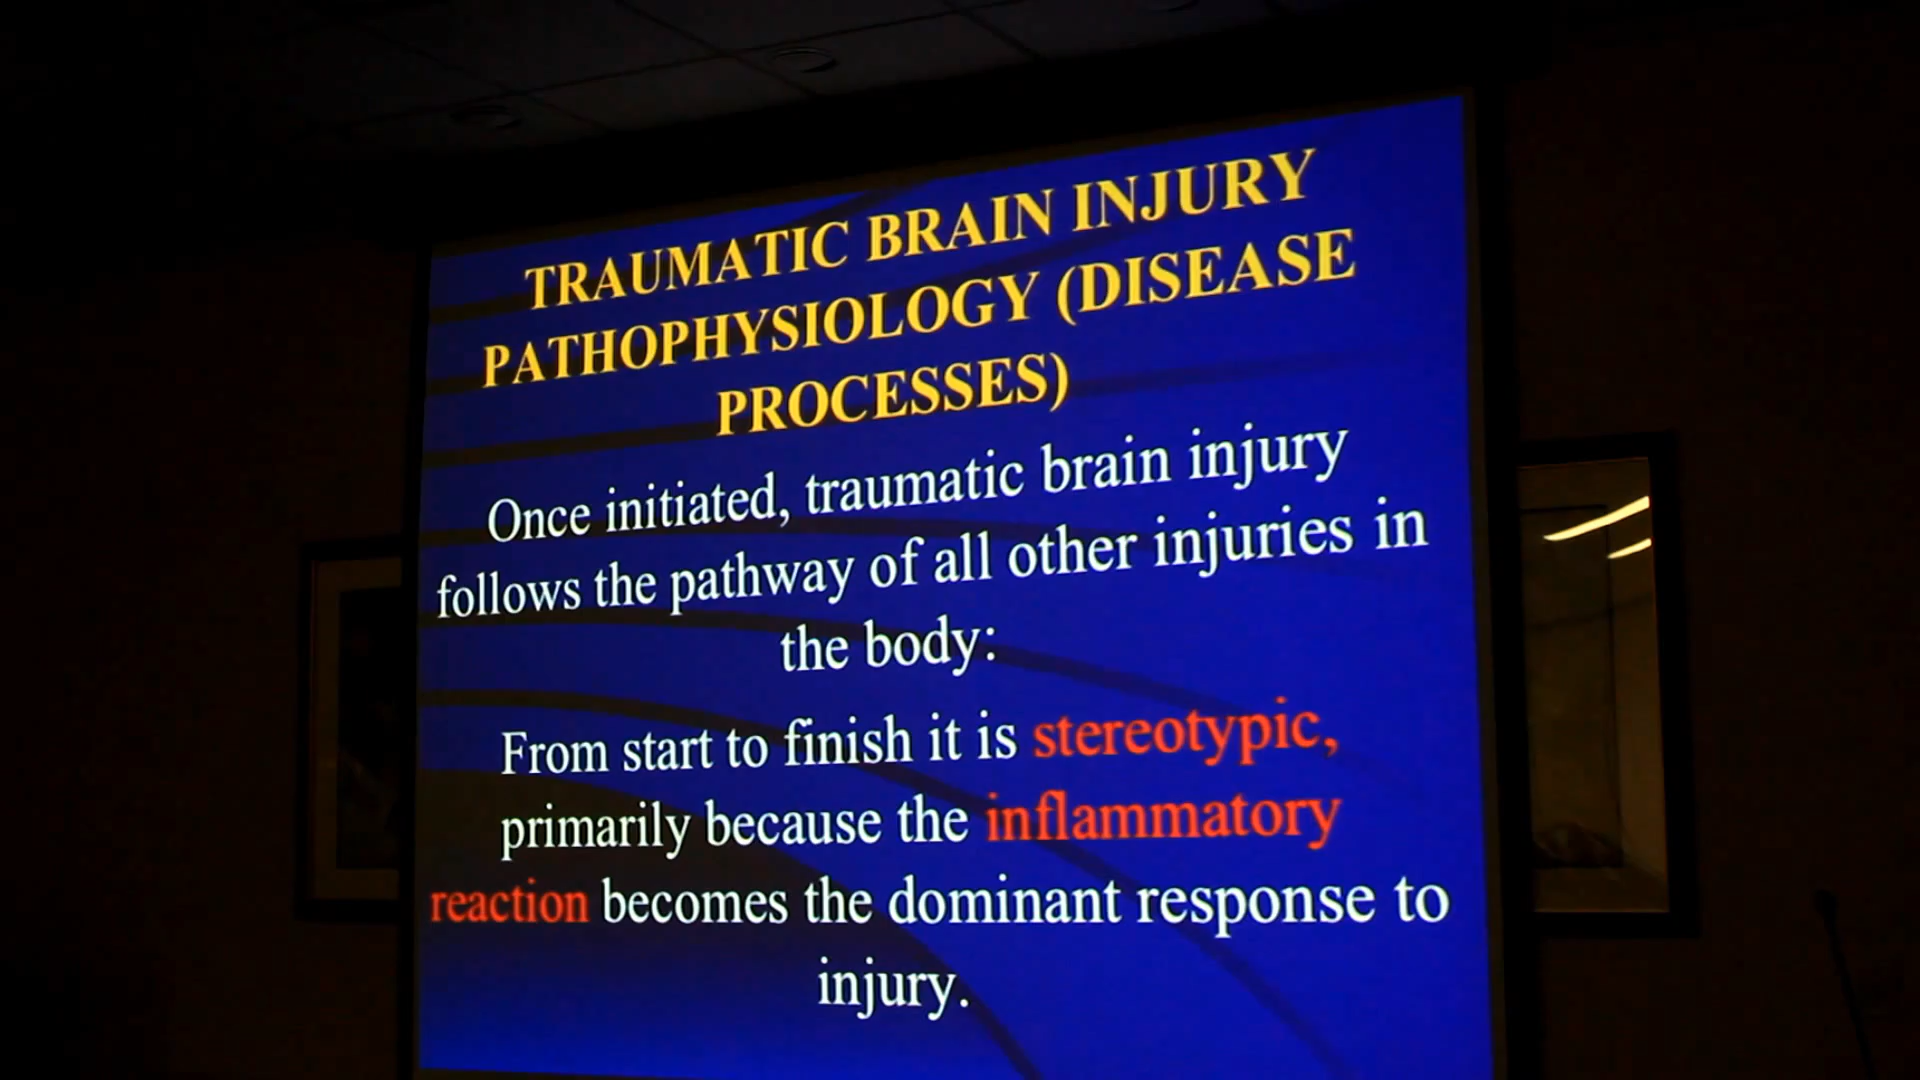 TRAUMATIC BRAIN INJURY
PATHOPHYSIOLOGY (DISEASE
PROCESSES)
Once initiated, traumatic brain injury
follows the pathway of all other injuries in
the body:
From start to finish it is stereotypic,
primarily because the inflammatory
reaction becomes the dominant response to
injury.